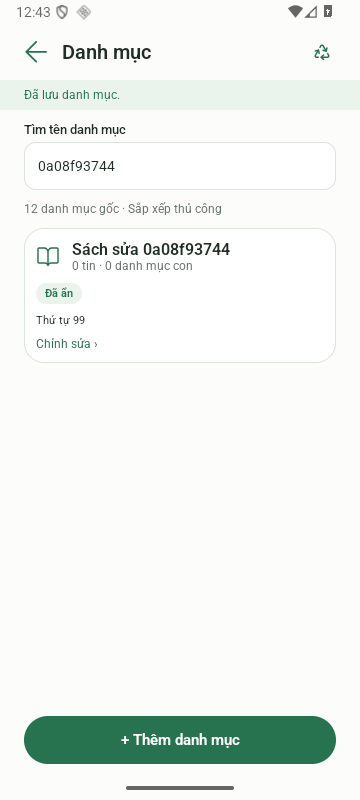 12:43
Danh mục
Đã lưu danh mục.
Tìm tên danh mục
0a08f93744
12 danh mục gốc · Sắp xếp thủ công
Sách sửa 0a08f93744
0 tin · 0 danh mục con
Đã ẩn
Thứ tự 99
Chỉnh sửa ›
+ Thêm danh mục